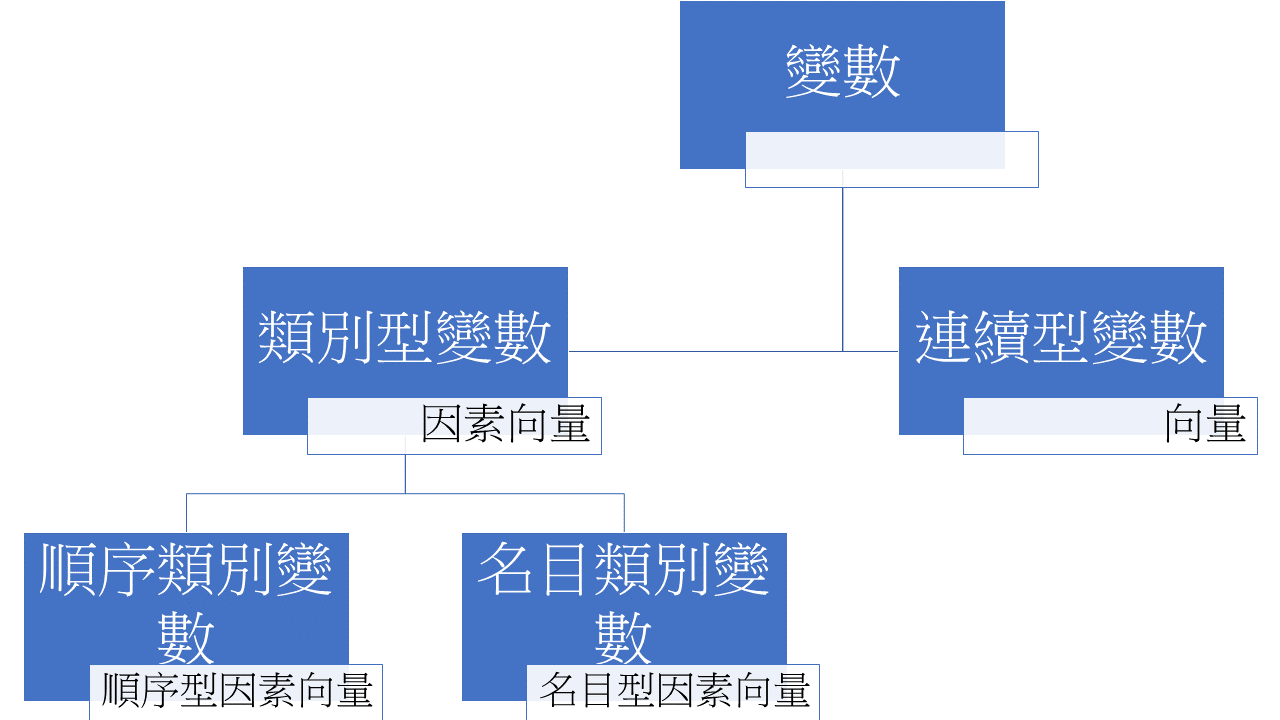 變數
類別型變數
因素向量
連續型變數
向量
順序類別變
數
順序型因素向量
名目類別變
數
名目型因素向量